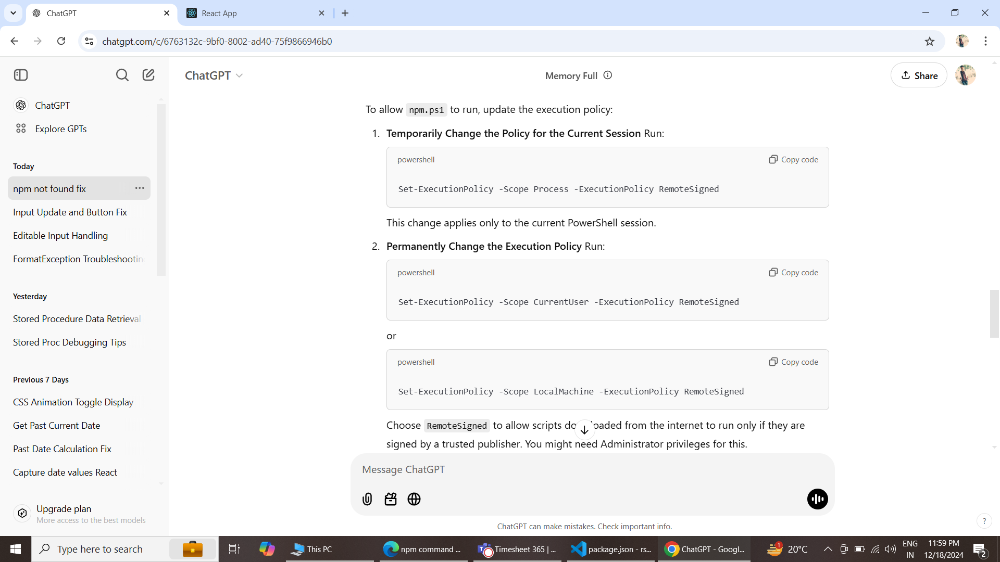 ChatGPT
React App
chatgpt.com/c/6763132c-9bf0-8002-ad40-75f9866946b0
ChatGPT
Explore GPTs
Today
npm not found fix
Input Update and Button Fix
Editable Input Handling
FormatException Troubleshootin
Yesterday
Stored Procedure Data Retrieval
Stored Proc Debugging Tips
Previous 7 Days
CSS Animation Toggle Display
Get Past Current Date
Past Date Calculation Fix
Capture date values React
Upgrade plan
More access to the best models
ChatGPT
Memory Full
Share
To allow npm.ps1 to run, update the execution policy:
1. Temporarily Change the Policy for the Current Session Run:
powershell
Copy code
Set-ExecutionPolicy -Scope Process -ExecutionPolicy RemoteSigned
This change applies only to the current PowerShell session.
2. Permanently Change the Execution Policy Run:
powershell
Copy code
Set-ExecutionPolicy -Scope CurrentUser -ExecutionPolicy RemoteSigned
or
powershell
Copy code
Set-ExecutionPolicy -Scope LocalMachine -ExecutionPolicy RemoteSigned
Choose RemoteSigned to allow scripts downloaded from the internet to run only if they are
signed by a trusted publisher. You might need Administrator privileges for this.
Message ChatGPT
ChatGPT can make mistakes. Check important info.
?
Type here to search
This PC
npm command ...
Timesheet 365 | ...
package.json - rs...
ChatGPT - Googl...
1
20°C
ENG
IN
11:59 PM
12/18/2024
2